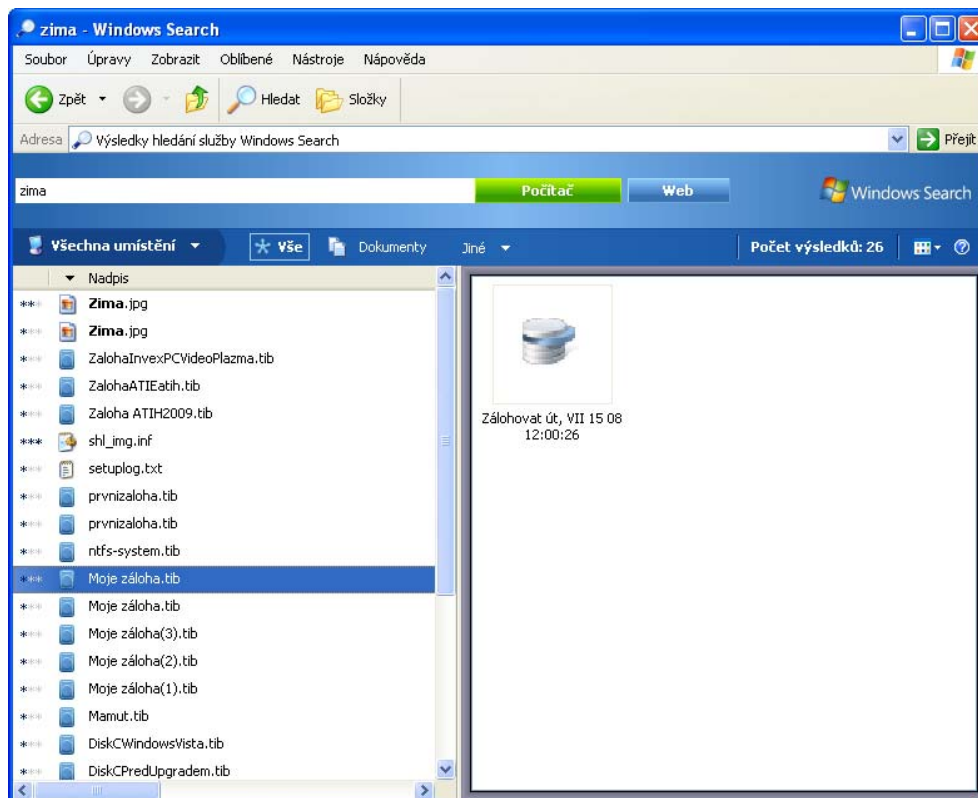 zima - Windows Search
Soubor Úpravy Zobrazit Oblíbené Nástroje Nápověda
Zpět Hledat Složky
Adresa Výsledky hledání služby Windows Search Přejít
zima Počítač Web Windows Search
Všechna umístění Vše Dokumenty Jiné Počet výsledků: 26
Nadpis
Zima.jpg
Zima.jpg
ZalohaInvexPCVideoPlazma.tib
ZalohaATIEatih.tib
Zaloha ATIH2009.tib
shl_img.inf
setuplog.txt
prvnizaloha.tib
prvnizaloha.tib
ntfs-system.tib
Moje záloha.tib
Moje záloha.tib
Moje záloha(3).tib
Moje záloha(2).tib
Moje záloha(1).tib
Mamut.tib
DiskCWindowsVista.tib
DiskCPredUpgradem.tib
Zálohovat út, VII 15 08
12:00:26